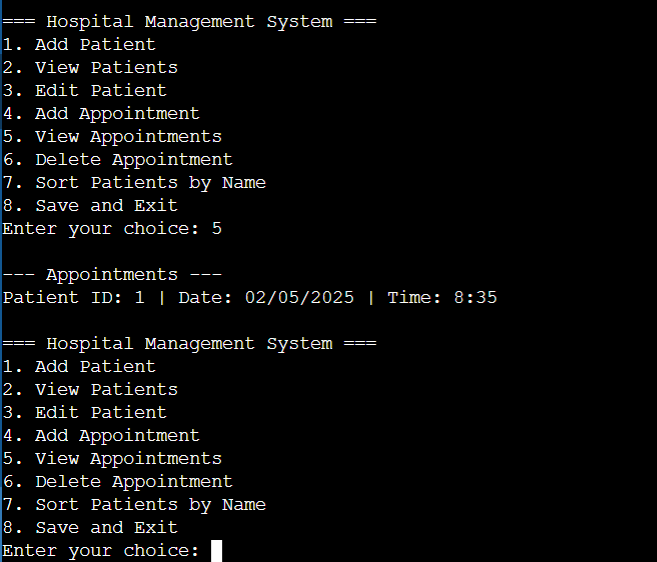 === Hospital Management System ===
1. Add Patient
2. View Patients
3. Edit Patient
4. Add Appointment
5. View Appointments
6. Delete Appointment
7. Sort Patients by Name
8. Save and Exit
Enter your choice: 5
--- Appointments ---
Patient ID: 1 | Date: 02/05/2025 | Time: 8:35
=== Hospital Management System ===
1. Add Patient
2. View Patients
3. Edit Patient
4. Add Appointment
5. View Appointments
6. Delete Appointment
7. Sort Patients by Name
8. Save and Exit
Enter your choice: